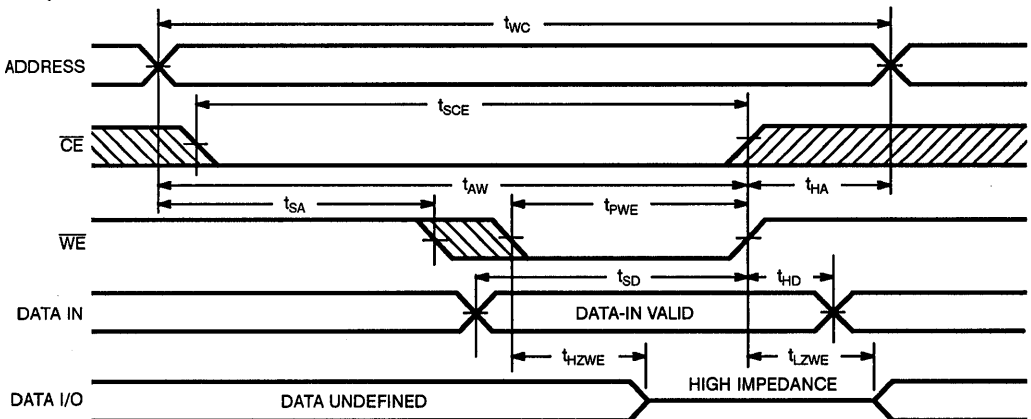 tWC
ADDRESS
tSCE
CE
tAW
tHA
tSA
tPWE
WE
tSD
tHD
DATA IN
DATA-IN VALID
tHZWE
tLZWE
HIGH IMPEDANCE
DATA I/O
DATA UNDEFINED